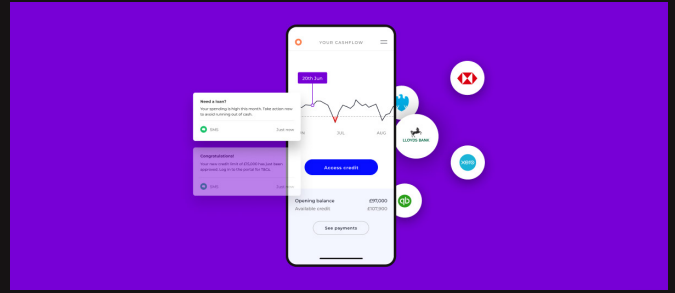 YOUR CASHFLOW
20th Jun
Need a loan?
Your spending is high this month. Take action now
to avoid running out of cash.
SMS
Just now
JUL
AUG
LLOYDS BANK
Congratulations!
Your new credit limit of
has just been
approved. Log in to the portal for T&Cs.
SMS
Just now
xero
Access credit
qb
Opening balance
£97,000
Available credit
£107,900
See payments